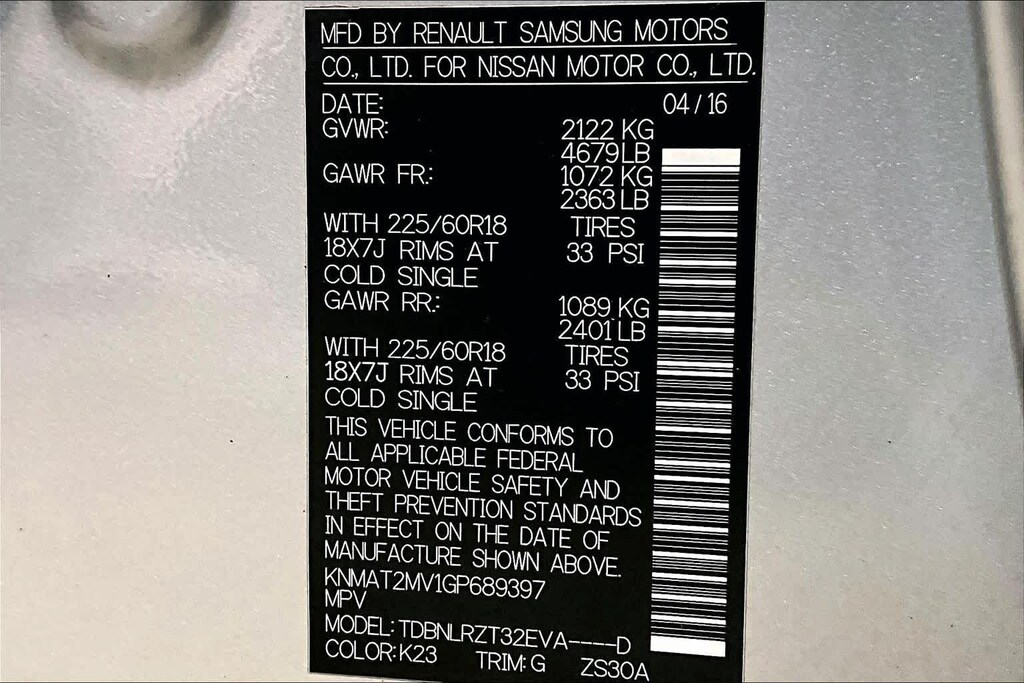 MFD BY RENAULT SAMSUNG MOTORS
CO., LTD. FOR NISSAN MOTOR CO., LTD.
DATE: 04 / 16
GVWR: 2122 KG
4679 LB
GAWR FR.: 1072 KG
2363 LB
WITH 225/60R18 TIRES
18X7J RIMS AT 33 PSI
COLD SINGLE
GAWR RR.: 1089 KG
2401 LB
WITH 225/60R18 TIRES
18X7J RIMS AT 33 PSI
COLD SINGLE
THIS VEHICLE CONFORMS TO
ALL APPLICABLE FEDERAL
MOTOR VEHICLE SAFETY AND
THEFT PREVENTION STANDARDS
IN EFFECT ON THE DATE OF
MANUFACTURE SHOWN ABOVE.
KNMAT2MV1GP689397
MPV
MODEL: TDBNLRZT32EVA----D
COLOR: K23 TRIM: G ZS30A